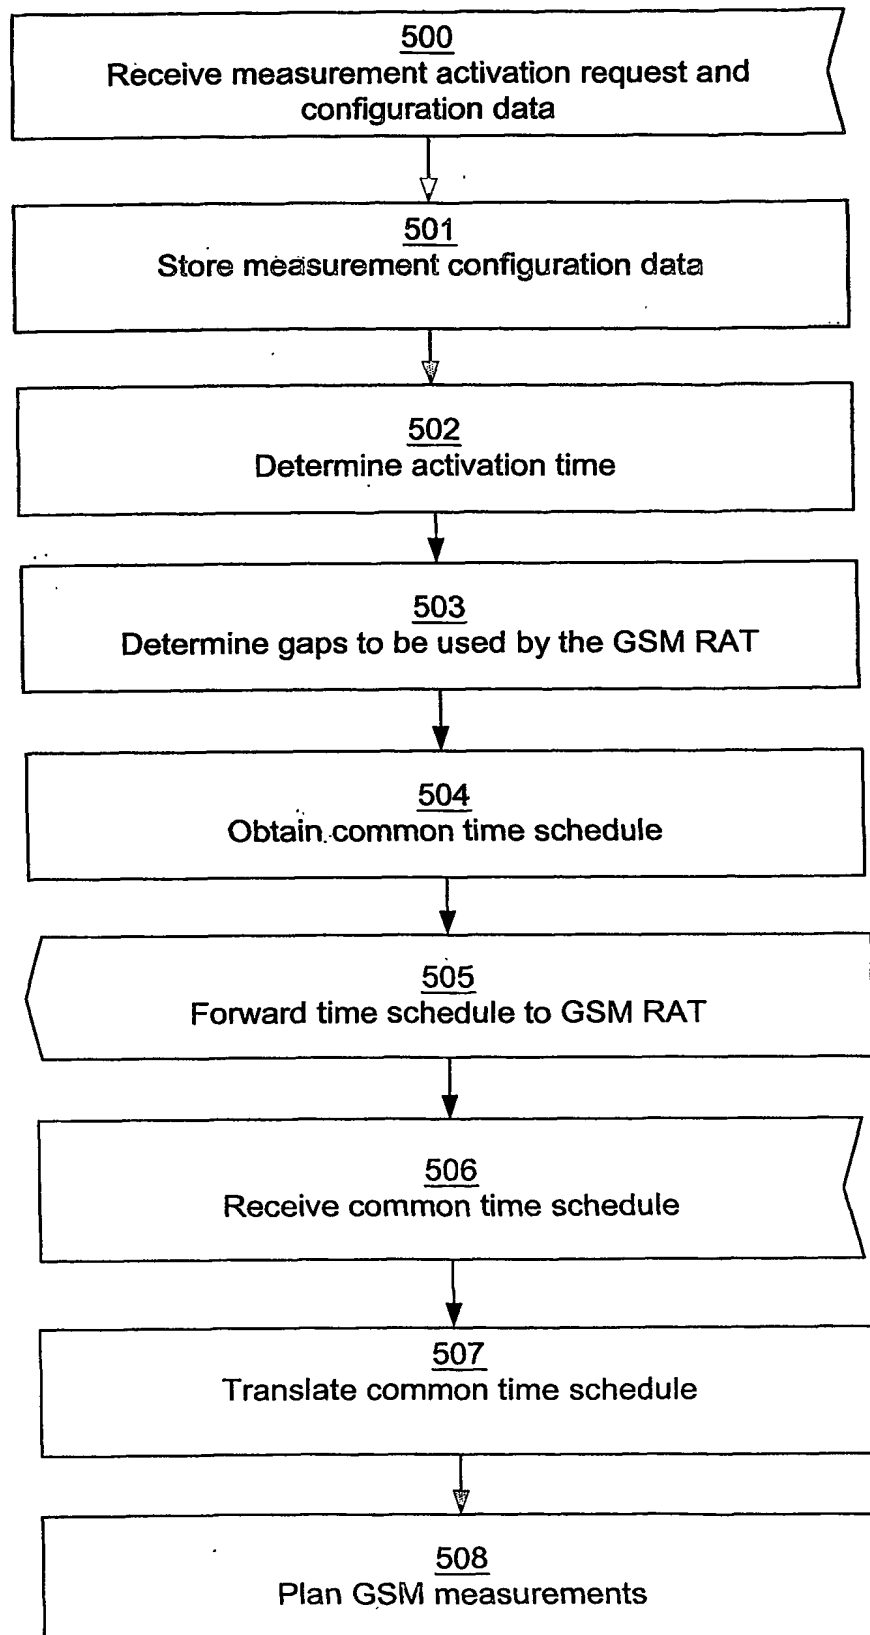 500
Receive measurement activation request and
configuration data
501
Store measurement configuration data
502
Determine activation time
503
Determine gaps to be used by the GSM RAT
504
Obtain common time schedule
505
Forward time schedule to GSM RAT
506
Receive common time schedule
507
Translate common time schedule
508
Plan GSM measurements